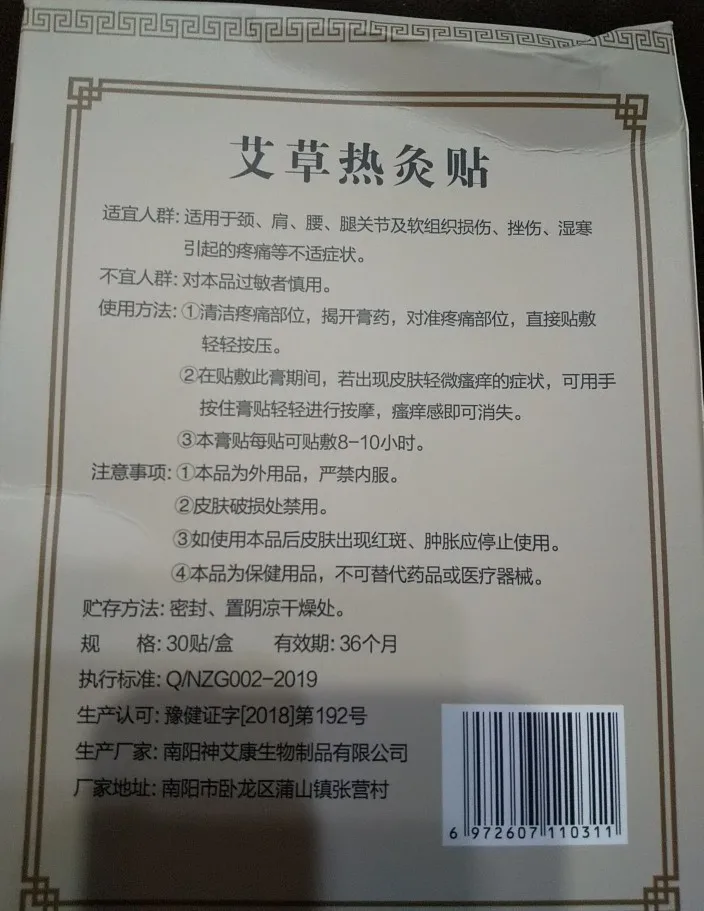 艾草热灸贴
适宜人群：适用于颈、肩、腰、腿关节及软组织损伤、挫伤、湿寒
引起的疼痛等不适症状。
不宜人群：对本品过敏者慎用。
使用方法：①清洁疼痛部位，揭开膏药，对准疼痛部位，直接贴敷
轻轻按压。
②在贴敷此膏期间，若出现皮肤轻微瘙痒的症状，可用手
按住膏贴轻轻进行按摩，瘙痒感即可消失。
③本膏贴每贴可贴敷8-10小时。
注意事项：①本品为外用品，严禁内服。
②皮肤破损处禁用。
③如使用本品后皮肤出现红斑、肿胀应停止使用。
④本品为保健用品，不可替代药品或医疗器械。
贮存方法：密封、置阴凉干燥处。
规 格：30贴/盒 有效期：36个月
执行标准：Q/NZG002-2019
生产认可：豫健证字[2018]第192号
生产厂家：南阳神艾康生物制品有限公司
厂家地址：南阳市卧龙区蒲山镇张营村
6 972607 110311